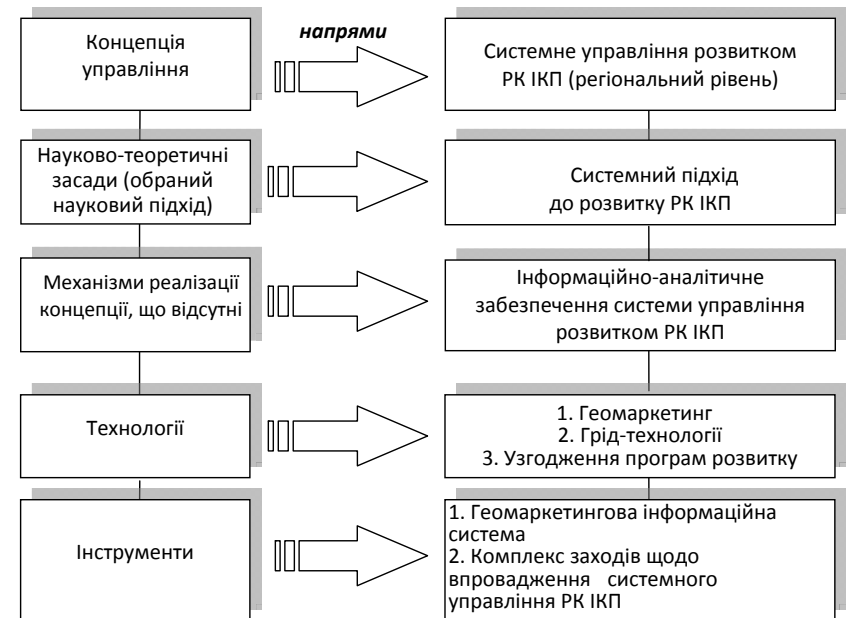 Концепція
управління
напрями
Системне управління розвитком
РК ІКП (регіональний рівень)
Науково-теоретичні
засади (обраний
науковий підхід)
Системний підхід
до розвитку РК ІКП
Механізми реалізації
концепції, що відсутні
Інформаційно-аналітичне
забезпечення системи управління
розвитком РК ІКП
Технології
1. Геомаркетинг
2. Грід-технології
3. Узгодження програм розвитку
Інструменти
1. Геомаркетингова інформаційна
система
2. Комплекс заходів щодо
впровадження системного
управління РК ІКП